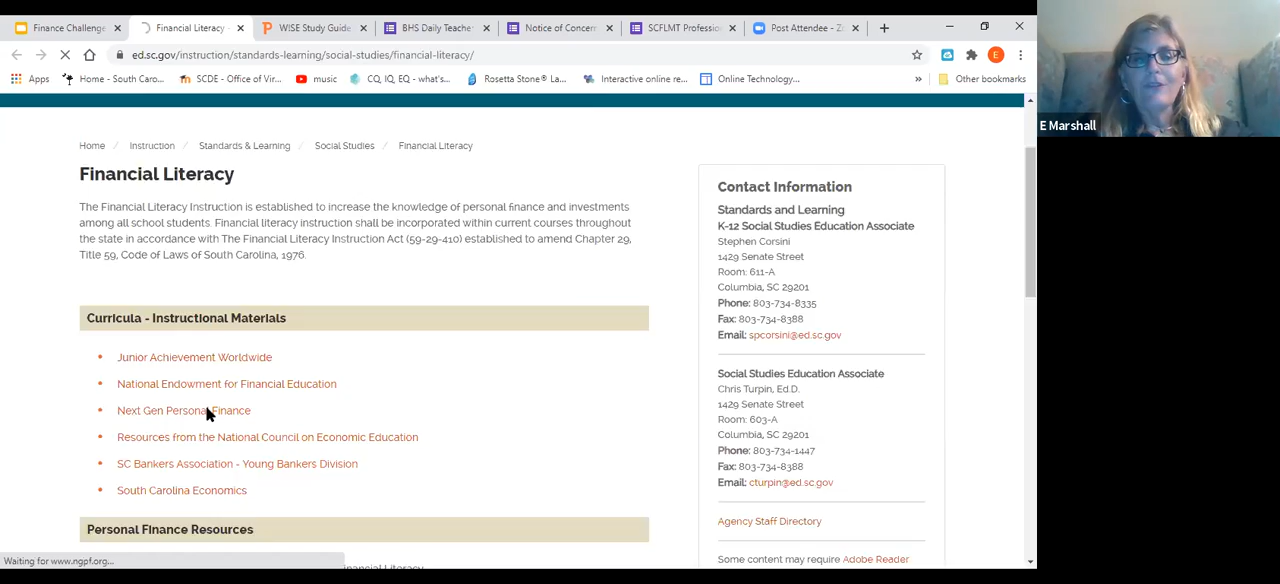 Finance Challenge
Financial Literacy
WISE Study Guide
BHS Daily Teache
Notice of Concern
SCFLMT Profession
Post Attendee - Z
ed.sc.gov/instruction/standards-learning/social-studies/financial-literacy/
Apps
Home - South Caro...
SCDE - Office of Vir...
music
CQ, IQ, EQ - what's...
Rosetta Stone® La...
Interactive online re...
Online Technology,...
»
Other bookmarks
E Marshall
Home / Instruction / Standards & Learning / Social Studies / Financial Literacy
Financial Literacy
The Financial Literacy Instruction is established to increase the knowledge of personal finance and investments
among all school students. Financial literacy instruction shall be incorporated within current courses throughout
the state in accordance with The Financial Literacy Instruction Act (59-29-410) established to amend Chapter 29,
Title 59, Code of Laws of South Carolina, 1976.
Curricula - Instructional Materials
Junior Achievement Worldwide
National Endowment for Financial Education
Next Gen Personal Finance
Resources from the National Council on Economic Education
SC Bankers Association - Young Bankers Division
South Carolina Economics
Personal Finance Resources
Financial Literacy
Waiting for www.ngpf.org...
Contact Information
Standards and Learning
K-12 Social Studies Education Associate
Stephen Corsini
1429 Senate Street
Room: 611-A
Columbia, SC 29201
Phone: 803-734-8335
Fax: 803-734-8388
Email: spcorsini@ed.sc.gov
Social Studies Education Associate
Chris Turpin, Ed.D.
1429 Senate Street
Room: 603-A
Columbia, SC 29201
Phone: 803-734-1447
Fax: 803-734-8388
Email: cturpin@ed.sc.gov
Agency Staff Directory
Some content may require Adobe Reader